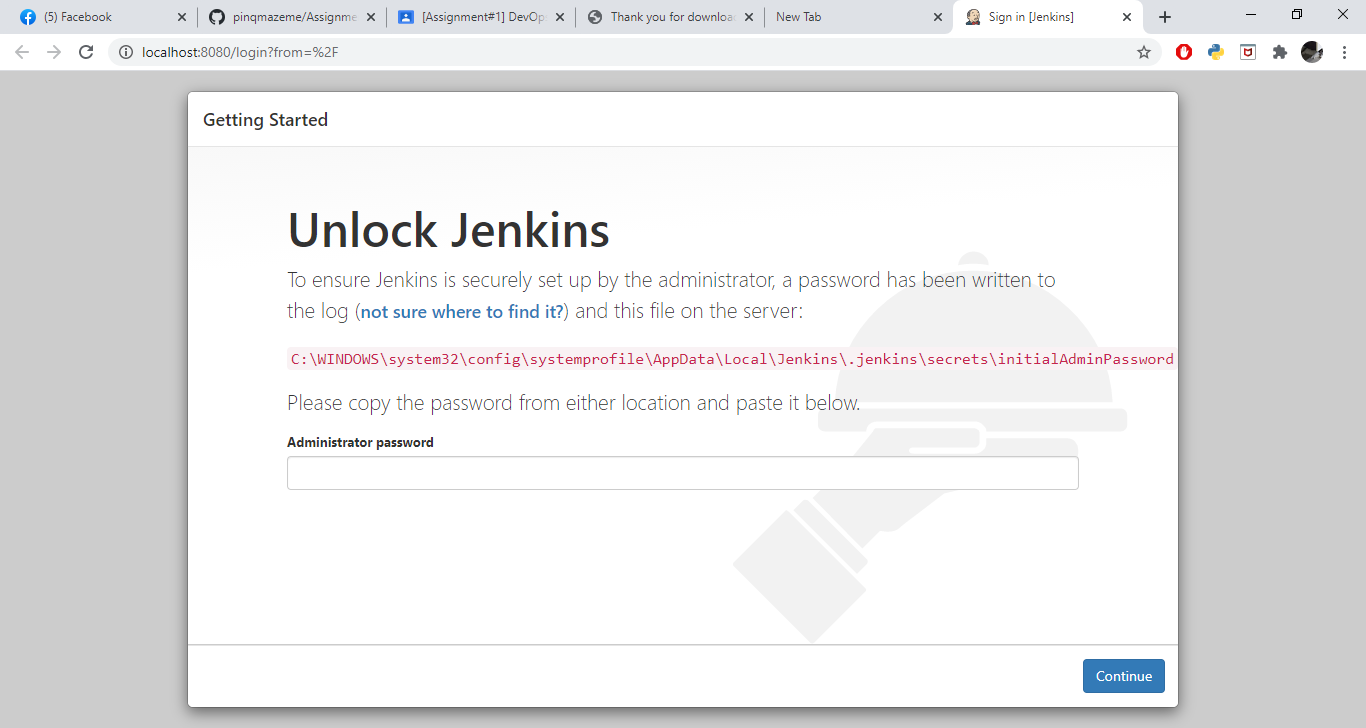 (5) Facebook
pinqmazeme/Assignme
[Assignment#1] DevOp
Thank you for downloa
New Tab
Sign in [Jenkins]
localhost:8080/login?from=%2F
Getting Started
Unlock Jenkins
To ensure Jenkins is securely set up by the administrator, a password has been written to
the log (not sure where to find it?) and this file on the server:
C:\WINDOWS\system32\config\systemprofile\AppData\Local\Jenkins\.jenkins\secrets\initialAdminPassword
Please copy the password from either location and paste it below.
Administrator password
Continue